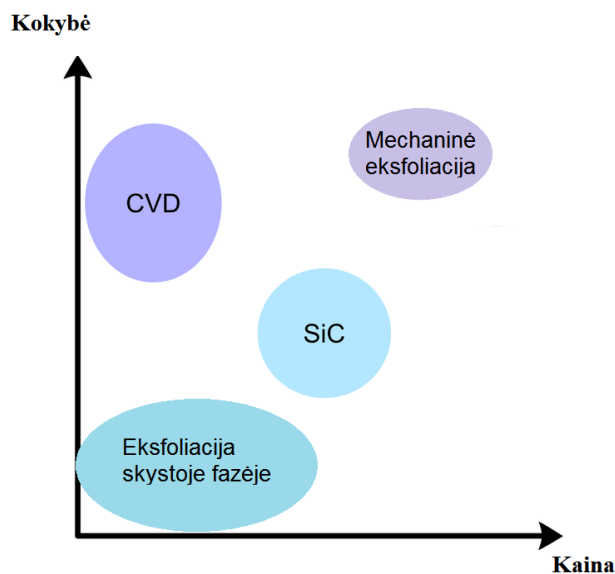 Kokybė
Mechaninė
eksfoliacija
CVD
SiC
Eksfoliacija
skystoje fazėje
Kaina